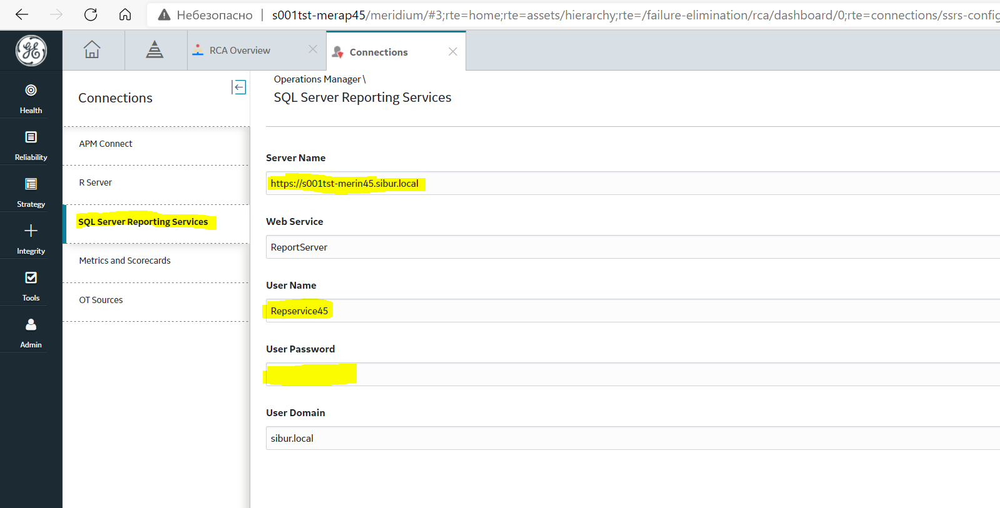 Небезопасно | s001tst-merap45/meridium/#3;rte=home;rte=assets/hierarchy;rte=/failure-elimination/rca/dashboard/0;rte=connections/ssrs-config
RCA Overview
Connections
Health
Reliability
Strategy
Integrity
Tools
Admin
Connections
APM Connect
R Server
SQL Server Reporting Services
Metrics and Scorecards
OT Sources
Operations Manager\
SQL Server Reporting Services
Server Name
https://s001tst-merin45.sibur.local
Web Service
ReportServer
User Name
Repservice45
User Password
User Domain
sibur.local